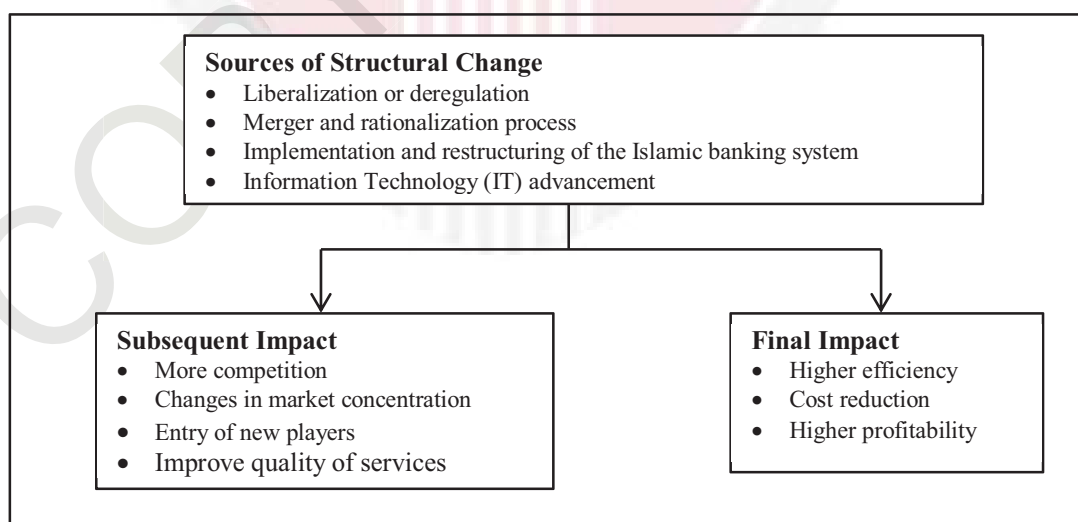 Sources of Structural Change
• Liberalization or deregulation
• Merger and rationalization process
• Implementation and restructuring of the Islamic banking system
• Information Technology (IT) advancement
Subsequent Impact
• More competition
• Changes in market concentration
• Entry of new players
• Improve quality of services
Final Impact
• Higher efficiency
• Cost reduction
• Higher profitability